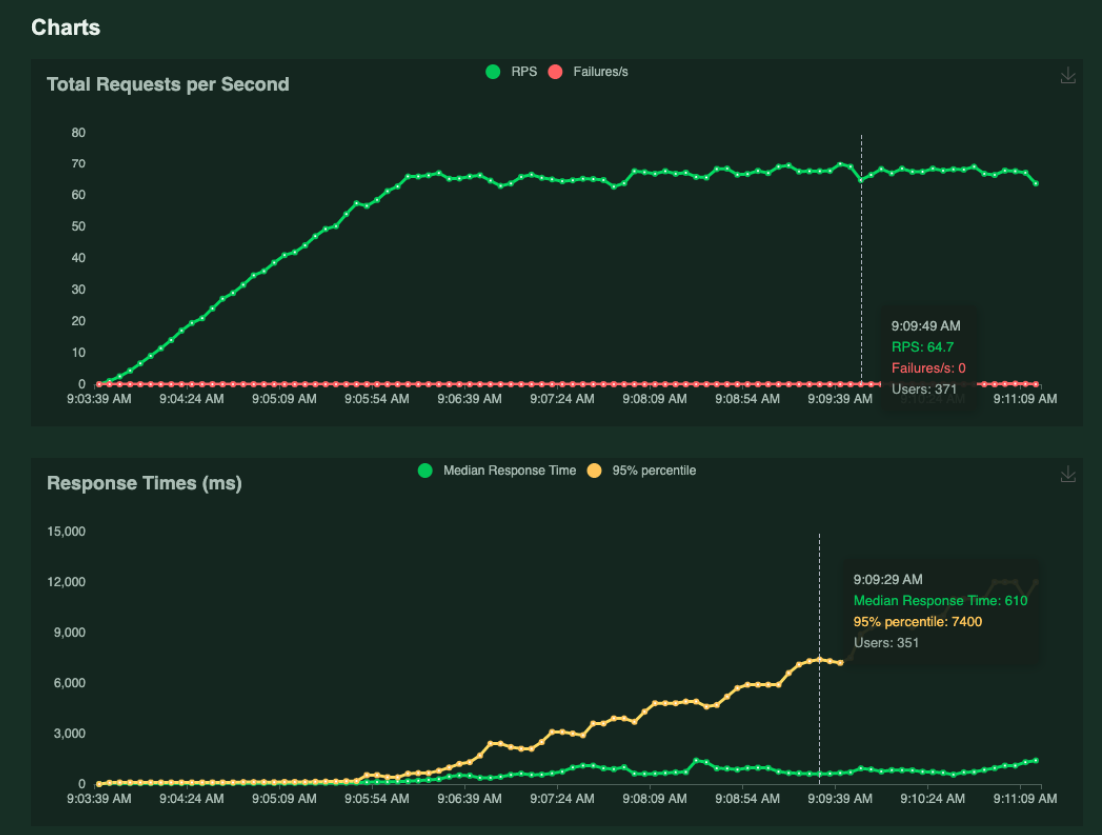 Charts
Total Requests per Second
RPS Failures/s
80
70
60
50
40
30
20
10
0
9:09:49 AM
RPS: 64.7
Failures/s: 0
Users: 371
9:03:39 AM 9:04:24 AM 9:05:09 AM 9:05:54 AM 9:06:39 AM 9:07:24 AM 9:08:09 AM 9:08:54 AM 9:09:39 AM 9:10:24 AM 9:11:09 AM
Response Times (ms)
Median Response Time 95% percentile
15,000
12,000
9,000
6,000
3,000
0
9:09:29 AM
Median Response Time: 610
95% percentile: 7400
Users: 351
9:03:39 AM 9:04:24 AM 9:05:09 AM 9:05:54 AM 9:06:39 AM 9:07:24 AM 9:08:09 AM 9:08:54 AM 9:09:39 AM 9:10:24 AM 9:11:09 AM